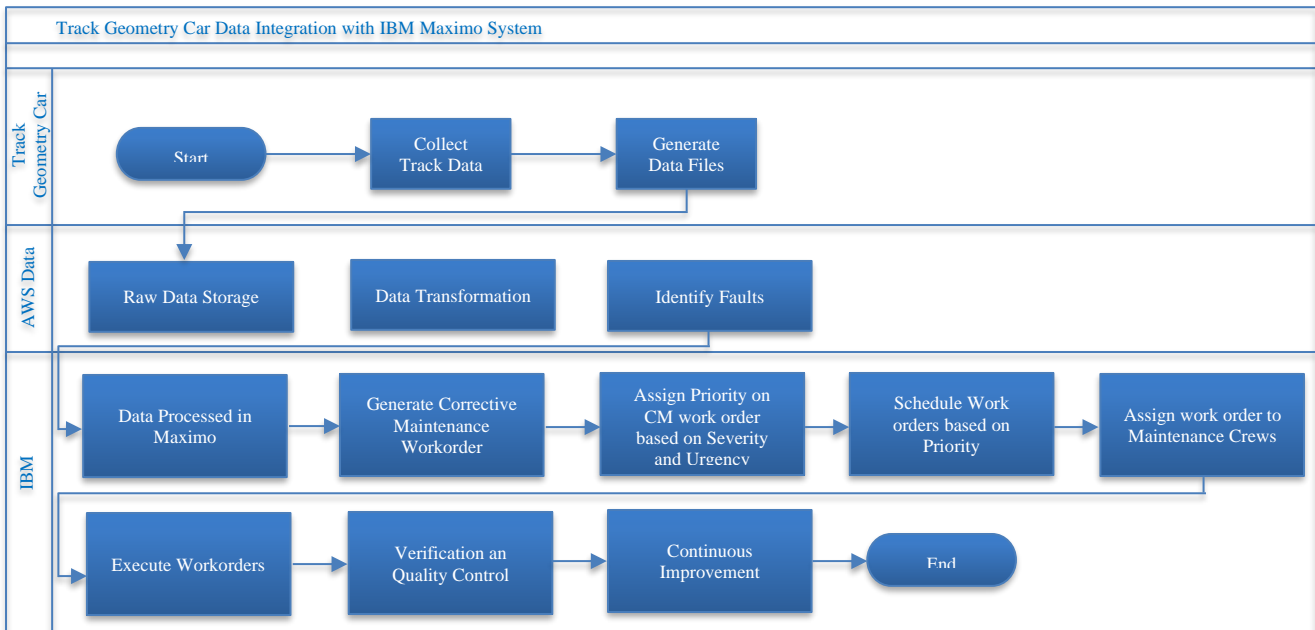 Track Geometry Car Data Integration with IBM Maximo System
Track
Geometry Car
Start
Collect
Track Data
Generate
Data Files
AWS Data
Raw Data Storage
Data Transformation
Identify Faults
IBM
Data Processed in
Maximo
Generate Corrective
Maintenance
Workorder
Assign Priority on
CM work order
based on Severity
and Urgency
Schedule Work
orders based on
Priority
Assign work order to
Maintenance Crews
Execute Workorders
Verification an
Quality Control
Continuous
Improvement
End